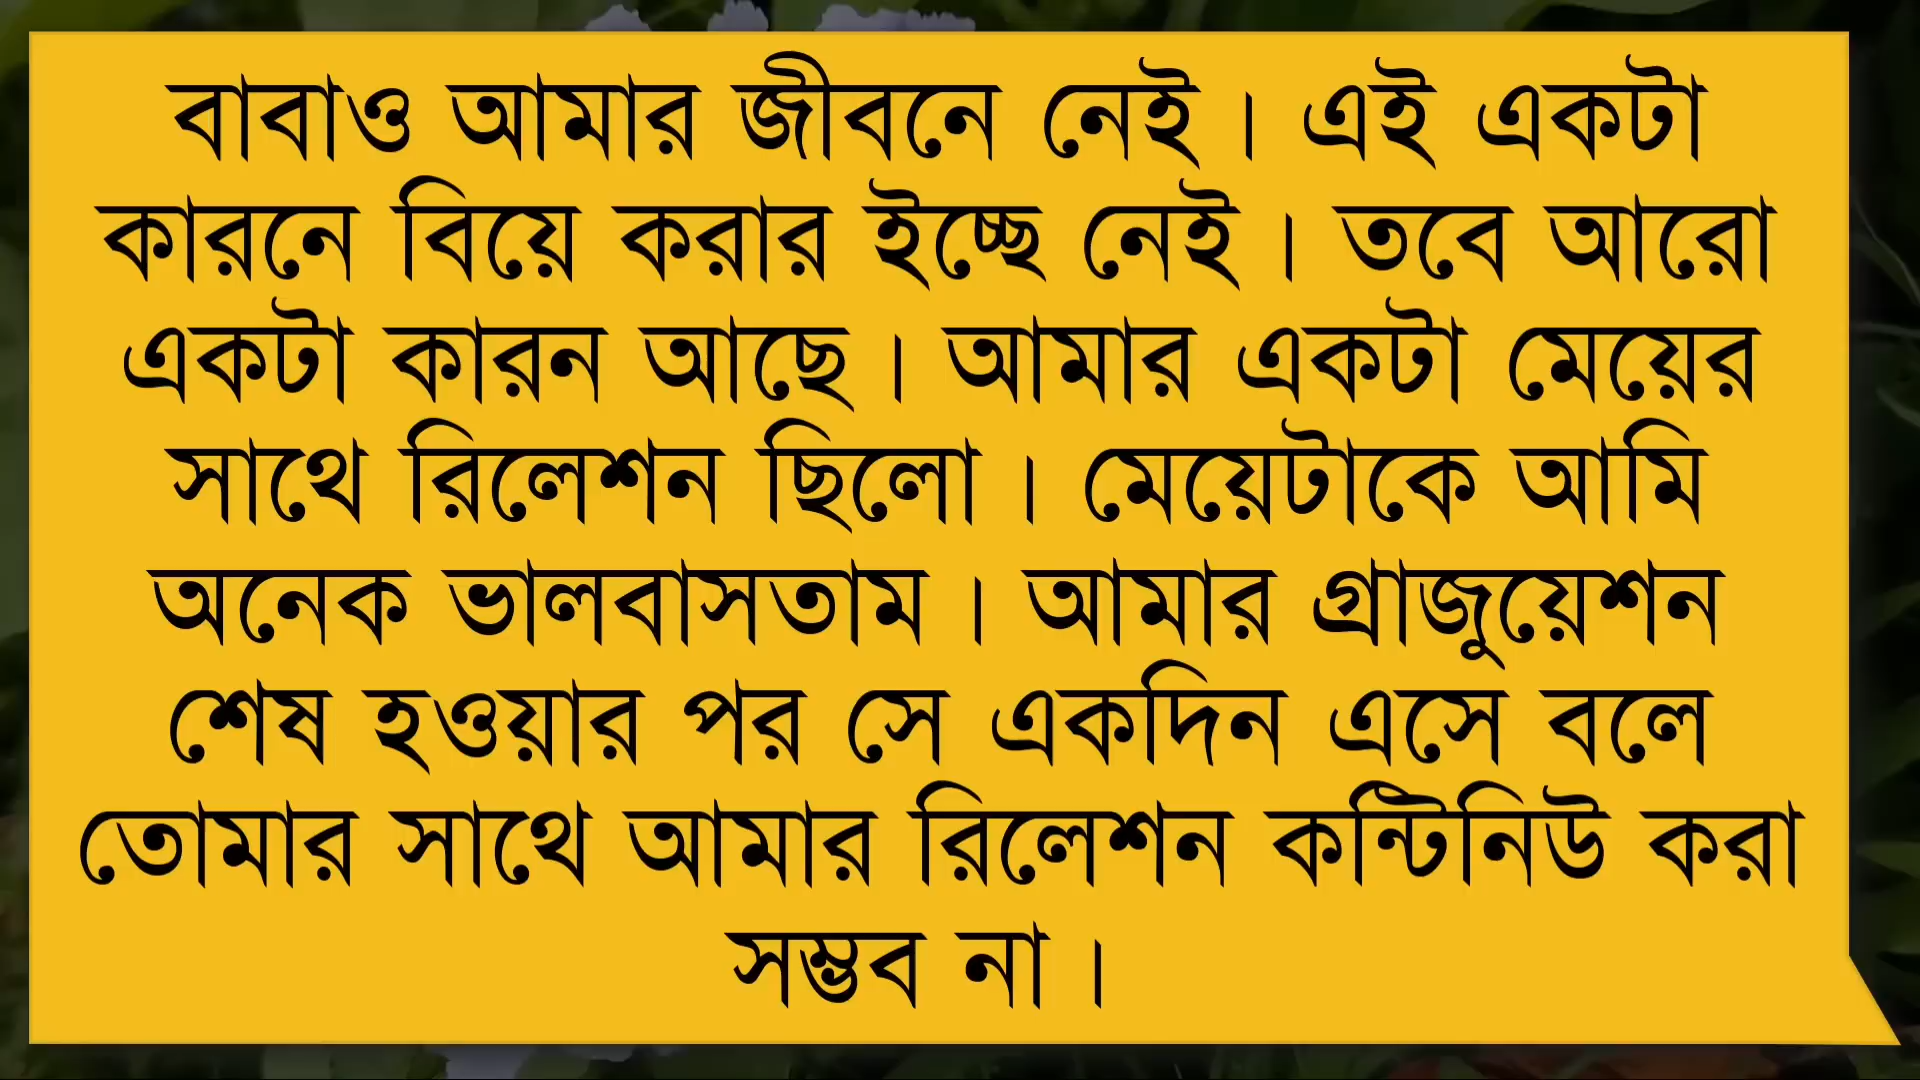 বাবাও আমার জীবনে নেই। এই একটা
কারনে বিয়ে করার ইচ্ছে নেই। তবে আরো
একটা কারন আছে। আমার একটা মেয়ের
সাথে রিলেশন ছিলো। মেয়েটাকে আমি
অনেক ভালবাসতাম। আমার গ্রাজুয়েশন
শেষ হওয়ার পর সে একদিন এসে বলে
তোমার সাথে আমার রিলেশন কন্টিনিউ করা
সম্ভব না।